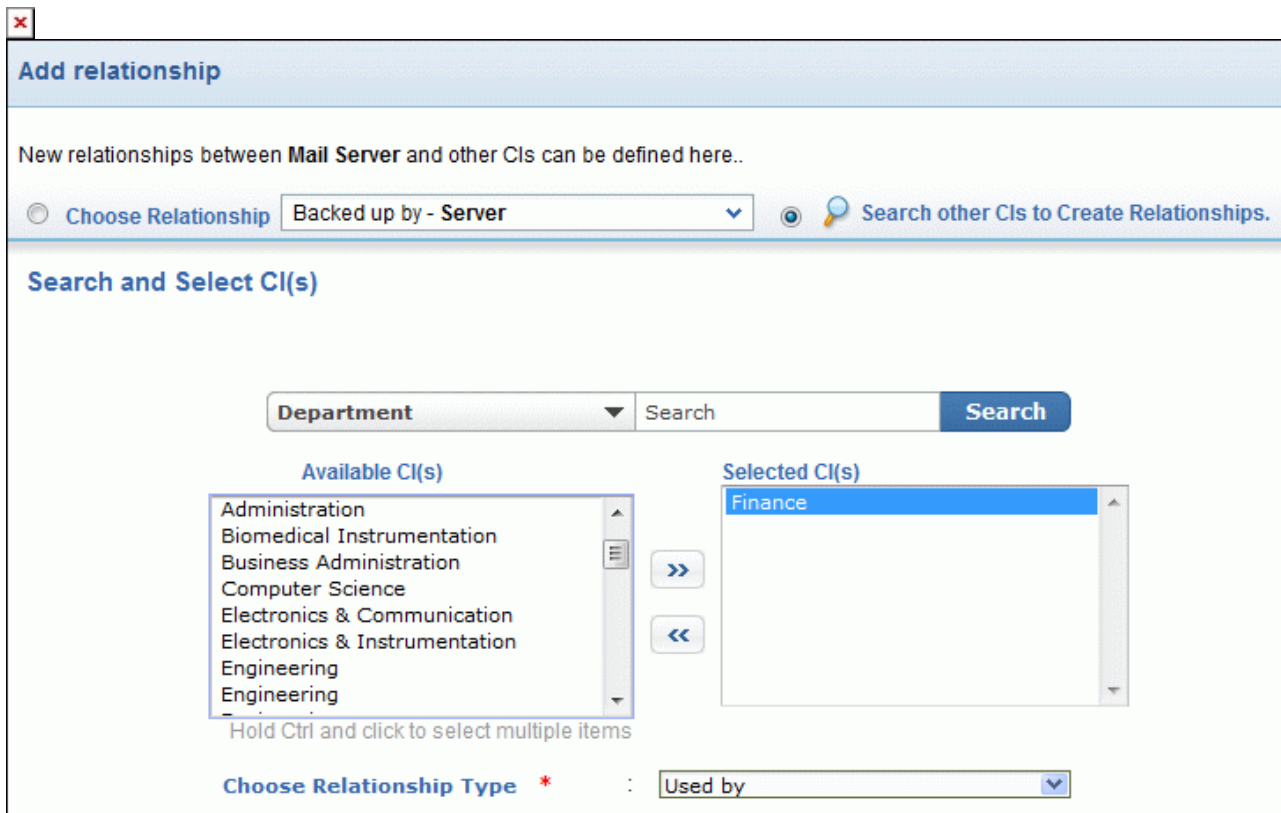 Add relationship
New relationships between Mail Server and other CIs can be defined here..
Choose Relationship Backed up by - Server Search other CIs to Create Relationships.
Search and Select CI(s)
Department Search Search
Available CI(s) Selected CI(s)
Administration
Biomedical Instrumentation
Business Administration
Computer Science
Electronics & Communication
Electronics & Instrumentation
Engineering
Engineering
Finance
>>
<<
Hold Ctrl and click to select multiple items
Choose Relationship Type * : Used by